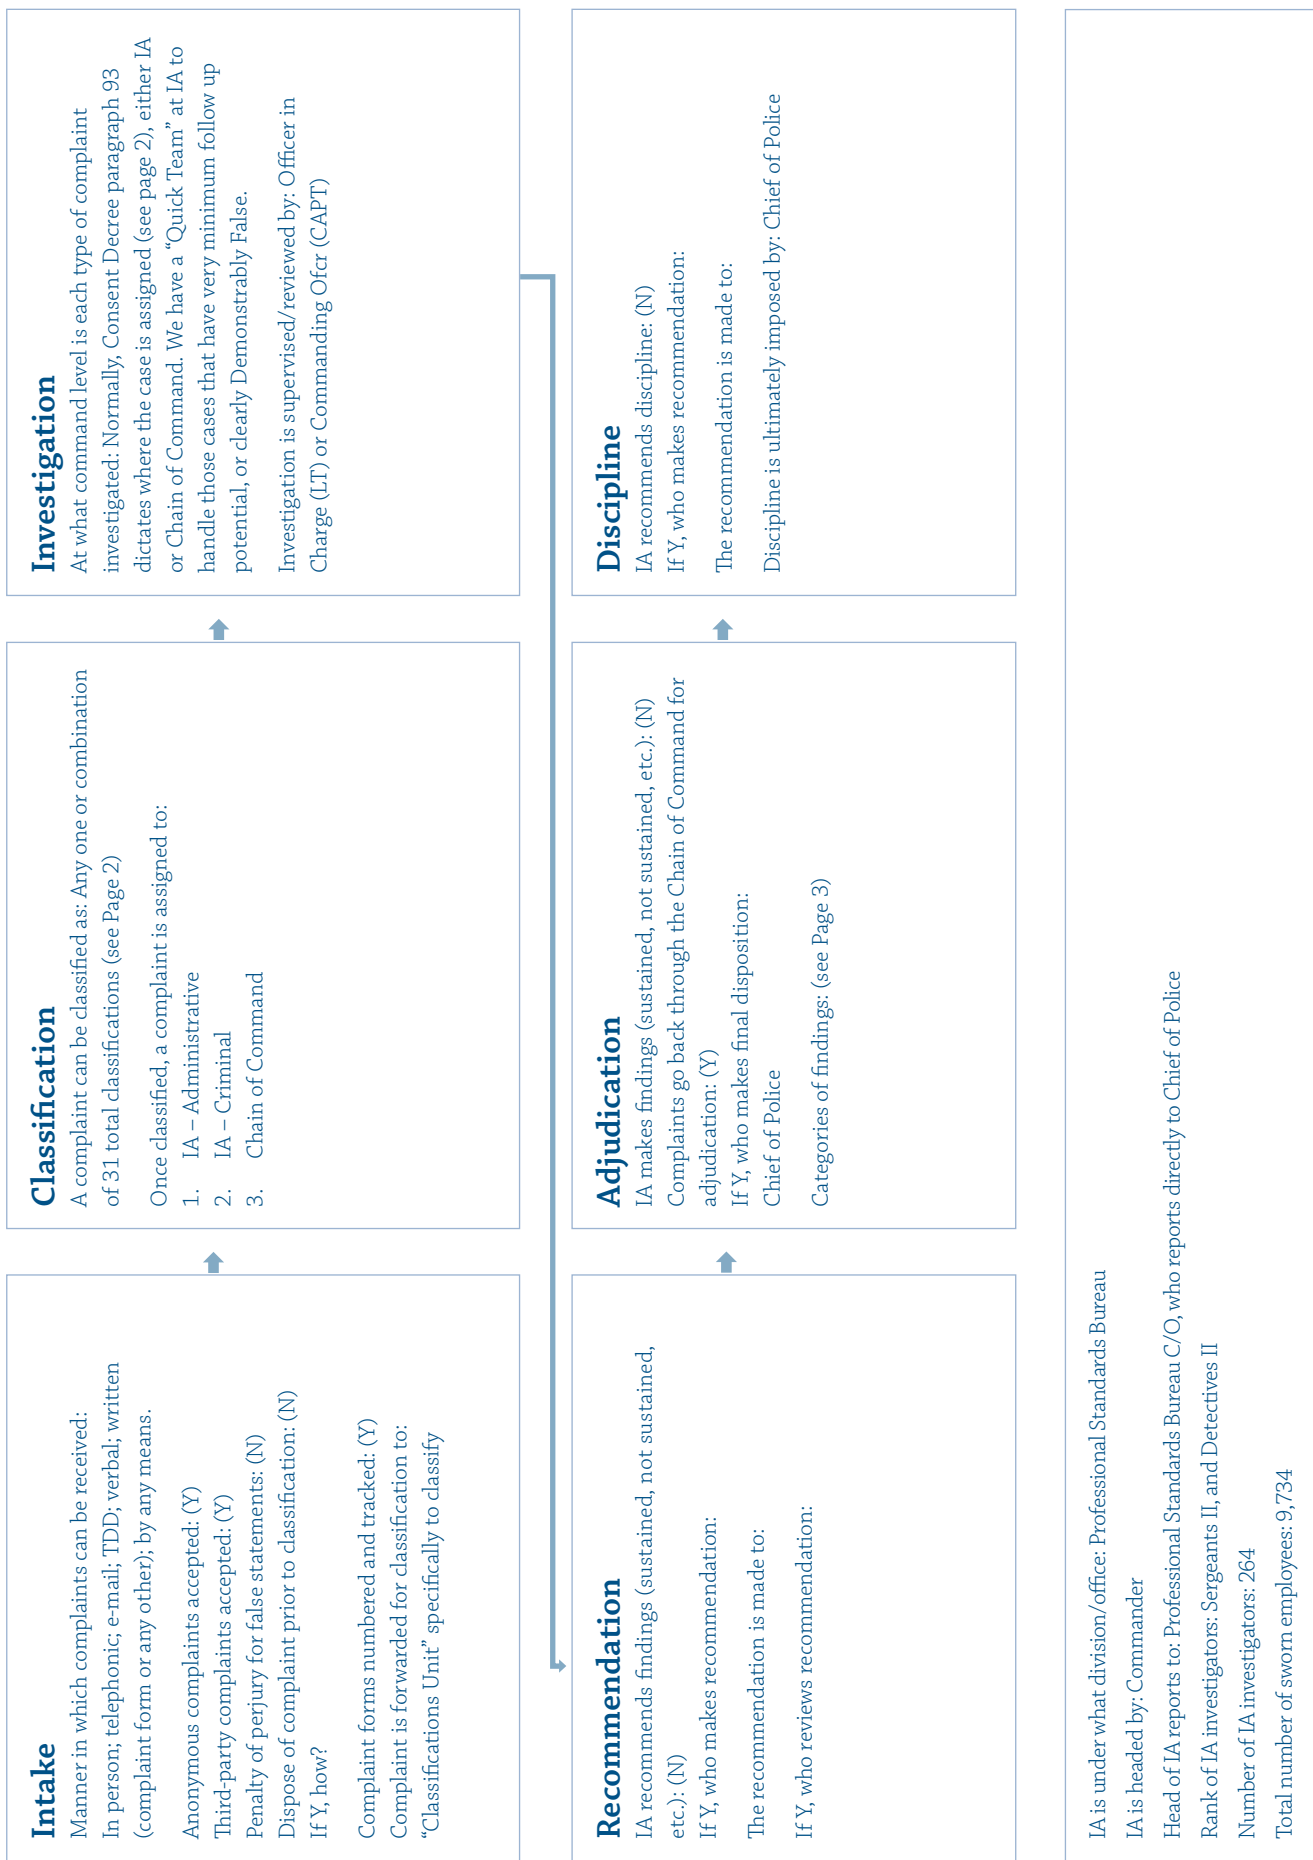 Intake
Manner in which complaints can be received:
In person; telephonic; e-mail; TDD; verbal; written
(complaint form or any other); by any means.
Anonymous complaints accepted: (Y)
Third-party complaints accepted: (Y)
Penalty of perjury for false statements: (N)
Dispose of complaint prior to classification: (N)
If Y, how?
Complaint forms numbered and tracked: (Y)
Complaint is forwarded for classification to:
“Classifications Unit” specifically to classify
Classification
A complaint can be classified as: Any one or combination
of 31 total classifications (see Page 2)
Once classified, a complaint is assigned to:
1. IA – Administrative
2. IA – Criminal
3. Chain of Command
Investigation
At what command level is each type of complaint
investigated: Normally, Consent Decree paragraph 93
dictates where the case is assigned (see page 2), either IA
or Chain of Command. We have a “Quick Team” at IA to
handle those cases that have very minimum follow up
potential, or clearly Demonstrably False.
Investigation is supervised/reviewed by: Officer in
Charge (LT) or Commanding Ofcr (CAPT)
Recommendation
IA recommends findings (sustained, not sustained,
etc.): (N)
If Y, who makes recommendation:
The recommendation is made to:
If Y, who reviews recommendation:
Adjudication
IA makes findings (sustained, not sustained, etc.): (N)
Complaints go back through the Chain of Command for
adjudication: (Y)
If Y, who makes final disposition:
Chief of Police
Categories of findings: (see Page 3)
Discipline
IA recommends discipline: (N)
If Y, who makes recommendation:
The recommendation is made to:
Discipline is ultimately imposed by: Chief of Police
IA is under what division/office: Professional Standards Bureau
IA is headed by: Commander
Head of IA reports to: Professional Standards Bureau C/O, who reports directly to Chief of Police
Rank of IA investigators: Sergeants II, and Detectives II
Number of IA investigators: 264
Total number of sworn employees: 9,734